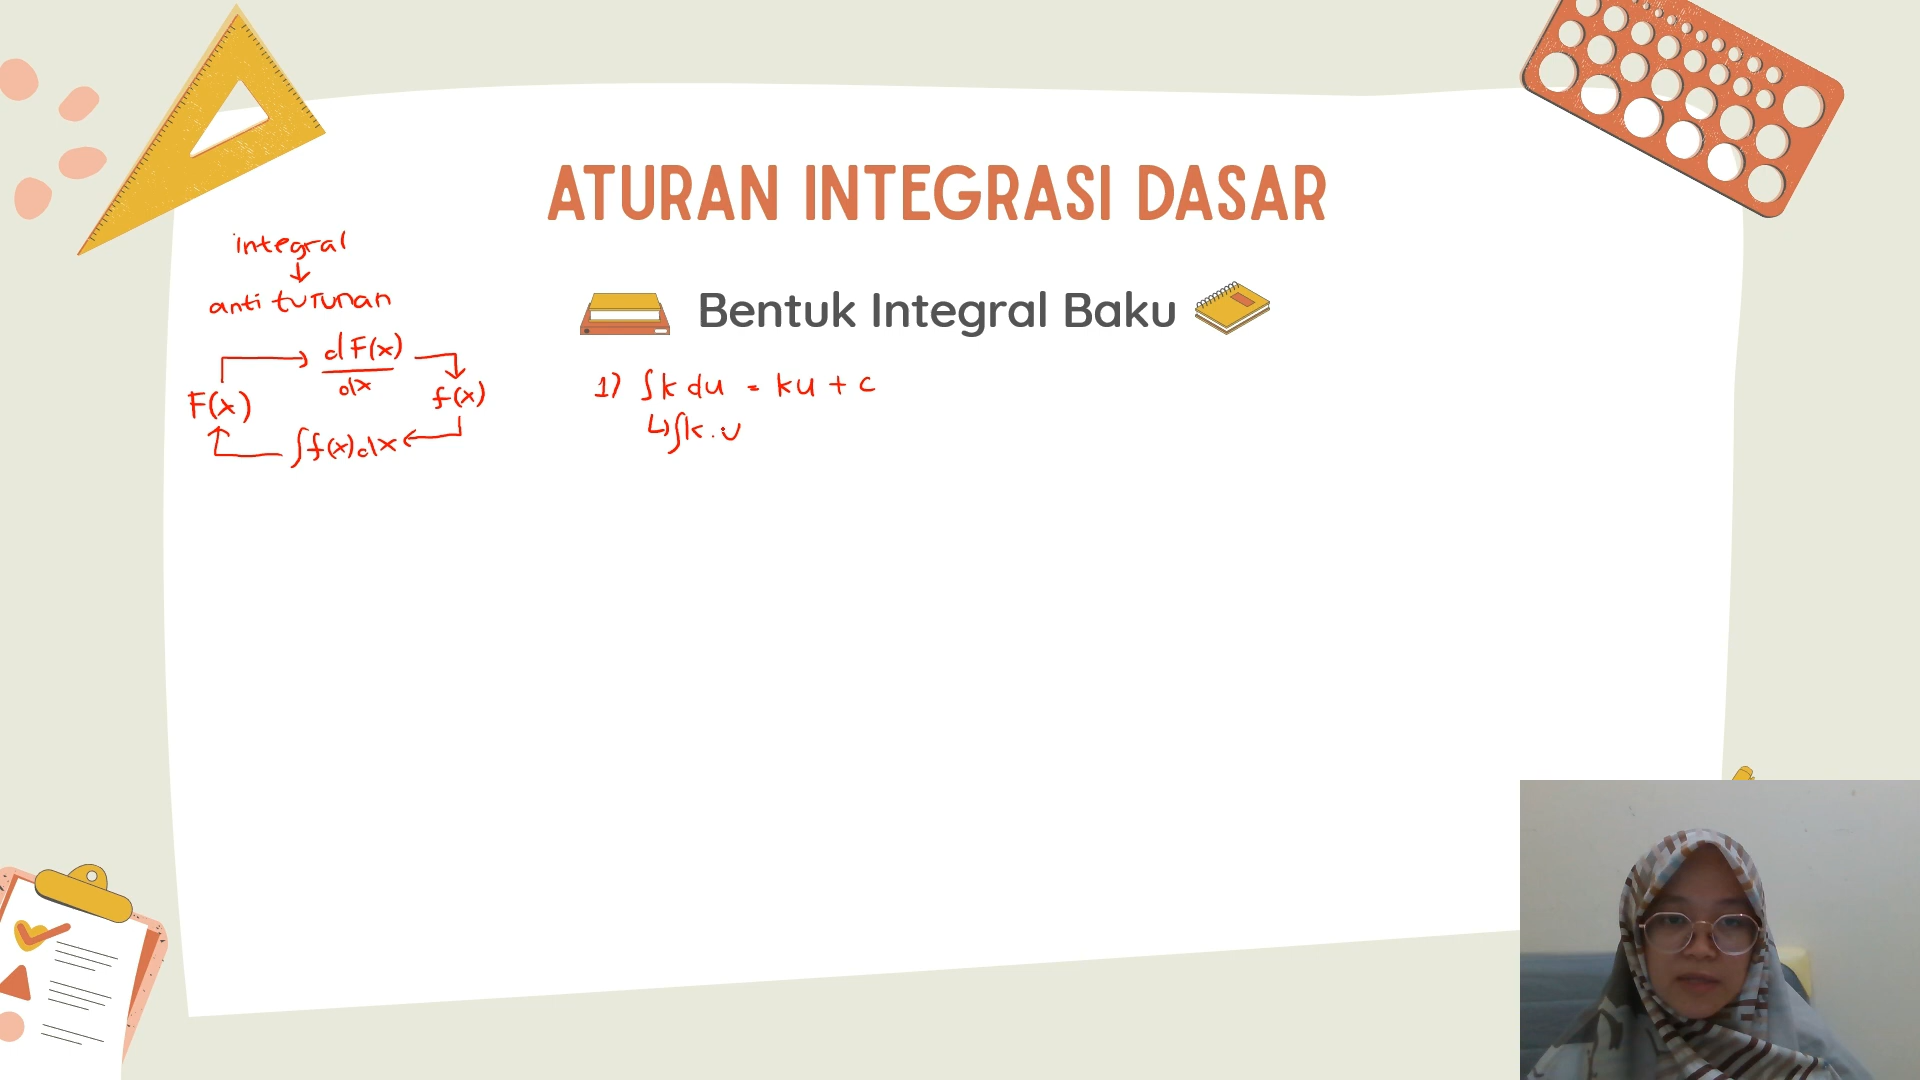 ATURAN INTEGRASI DASAR
integral
↓
anti turunan
dF(x)
dx
F(x)
f(x)
∫f(x)dx
Bentuk Integral Baku
1) ∫k du = ku + c
↳∫k.u